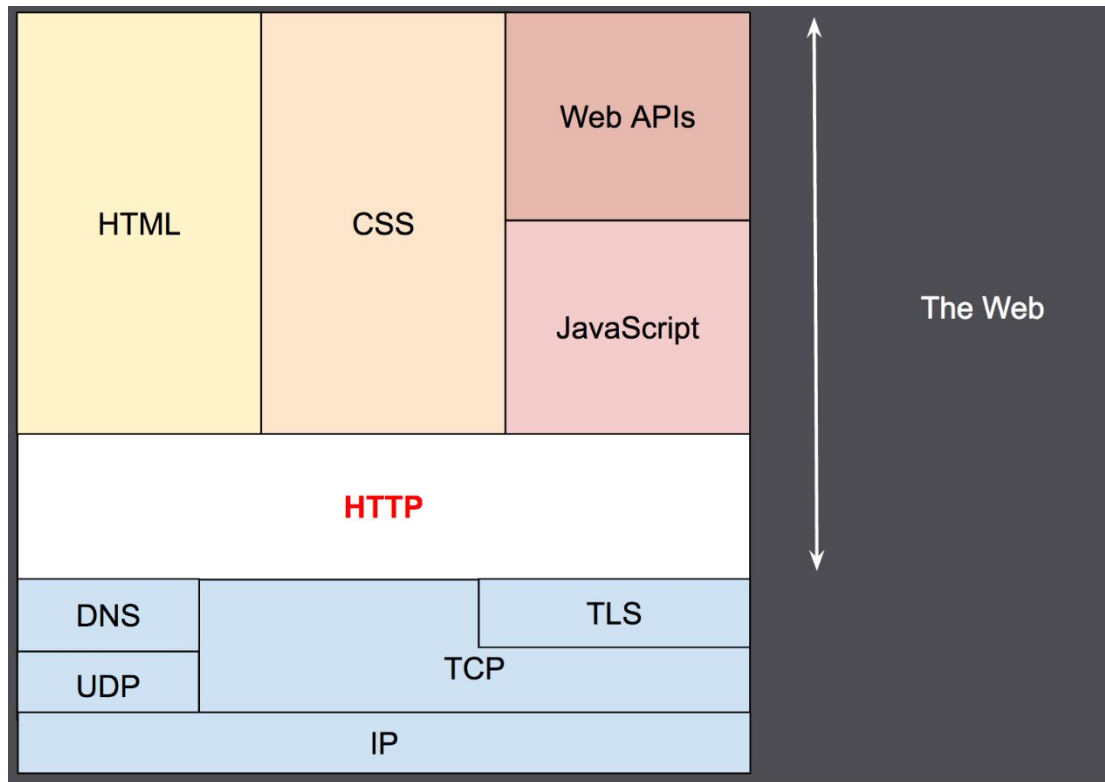 HTML
CSS
Web APIs
JavaScript
The Web
HTTP
DNS
TLS
UDP
TCP
IP